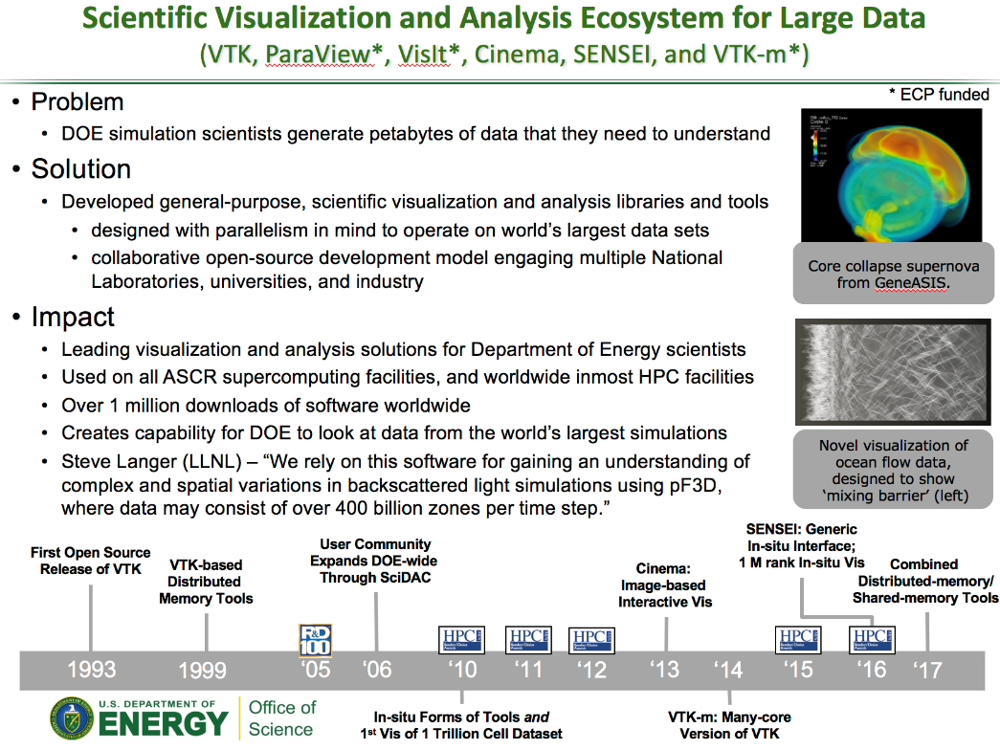 Scientific Visualization and Analysis Ecosystem for Large Data
(VTK, ParaView*, VisIt*, Cinema, SENSEI, and VTK-m*)
* ECP funded
• Problem
• DOE simulation scientists generate petabytes of data that they need to understand
• Solution
• Developed general-purpose, scientific visualization and analysis libraries and tools
• designed with parallelism in mind to operate on world’s largest data sets
• collaborative open-source development model engaging multiple National
Laboratories, universities, and industry
• Impact
• Leading visualization and analysis solutions for Department of Energy scientists
• Used on all ASCR supercomputing facilities, and worldwide inmost HPC facilities
• Over 1 million downloads of software worldwide
• Creates capability for DOE to look at data from the world’s largest simulations
• Steve Langer (LLNL) – “We rely on this software for gaining an understanding of
complex and spatial variations in backscattered light simulations using pF3D,
where data may consist of over 400 billion zones per time step.”
Core collapse supernova
from GeneASIS.
Novel visualization of
ocean flow data,
designed to show
‘mixing barrier’ (left)
First Open Source
Release of VTK
VTK-based
Distributed
Memory Tools
User Community
Expands DOE-wide
Through SciDAC
Cinema:
Image-based
Interactive Vis
SENSEI: Generic
In-situ Interface;
1 M rank In-situ Vis
Combined
Distributed-memory/
Shared-memory Tools
R&D
100
HPC
HPC
HPC
HPC
HPC
1993
1999
‘05
‘06
‘10
‘11
‘12
‘13
‘14
‘15
‘16
‘17
In-situ Forms of Tools and
1st Vis of 1 Trillion Cell Dataset
VTK-m: Many-core
Version of VTK
U.S. DEPARTMENT OF
ENERGY
Office of
Science